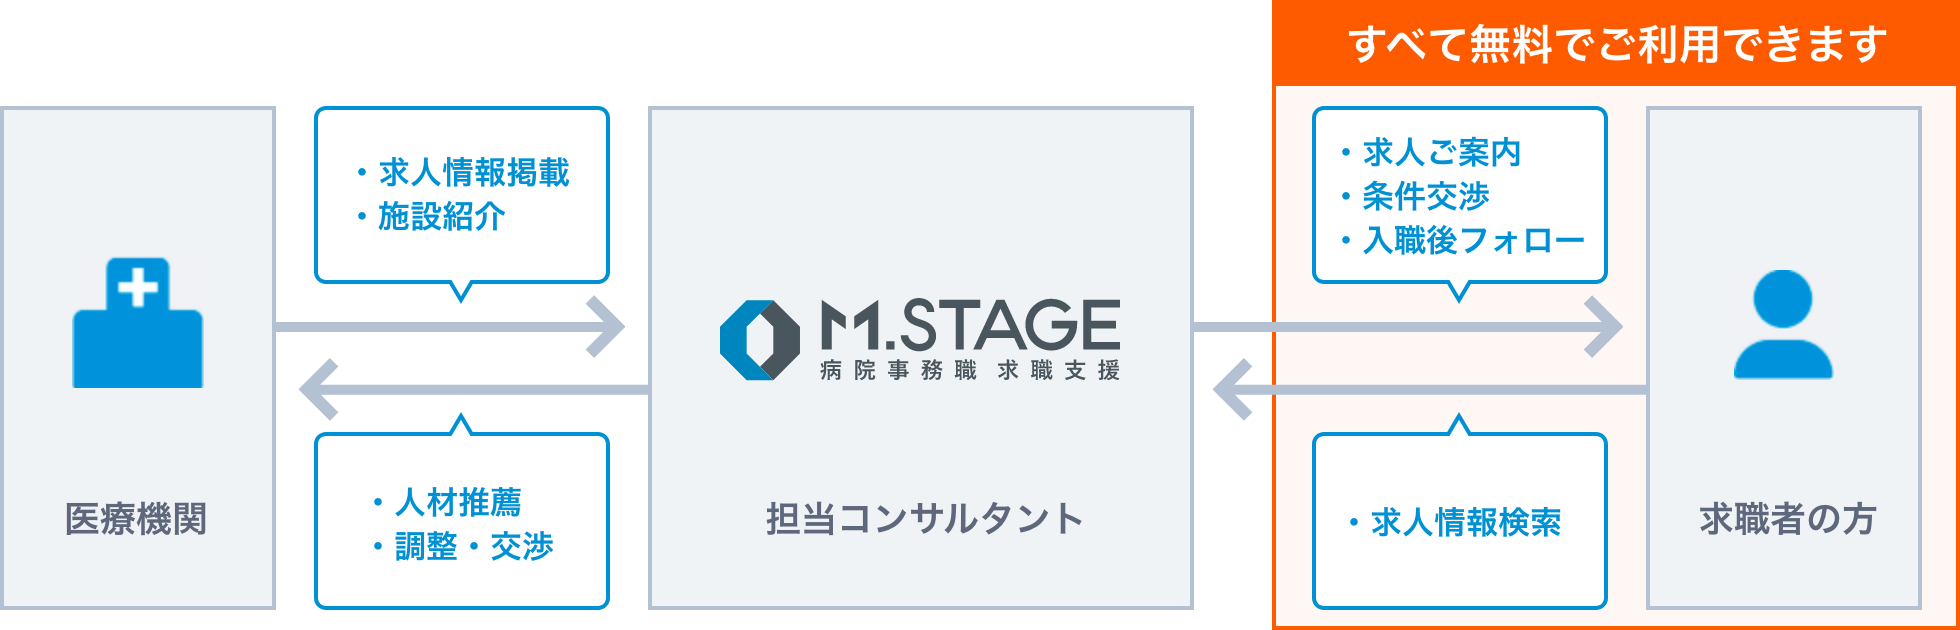 すべて無料でご利用できます
・求人情報掲載
・施設紹介
・求人ご案内
・条件交渉
・入職後フォロー
M.STAGE
病院事務職 求職支援
・人材推薦
・調整・交渉
・求人情報検索
医療機関
担当コンサルタント
求職者の方